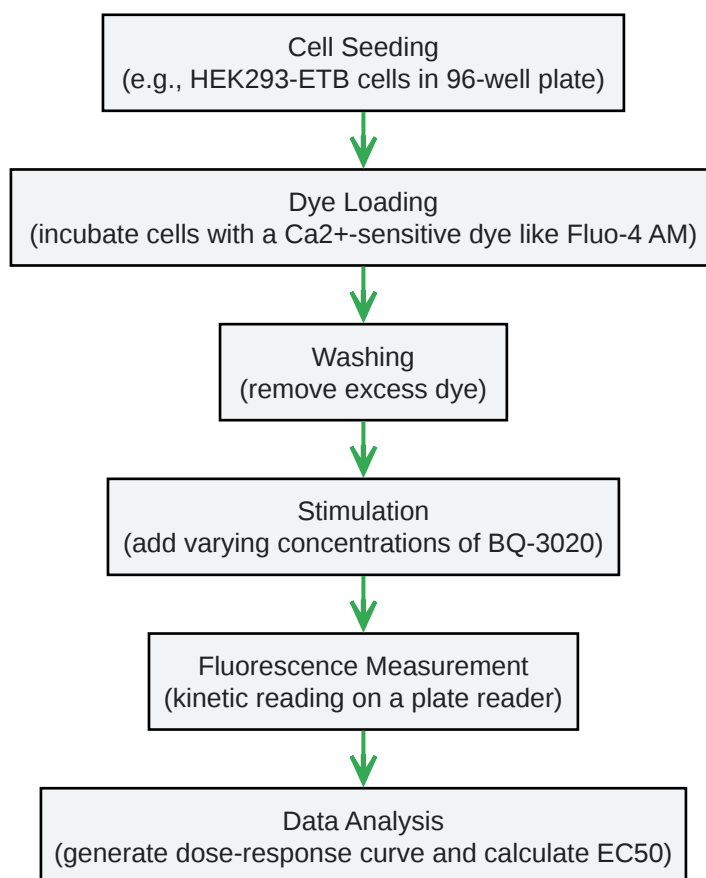 Cell Seeding
(e.g., HEK293-ETB cells in 96-well plate)
Dye Loading
(incubate cells with a Ca2+-sensitive dye like Fluo-4 AM)
Washing
(remove excess dye)
Stimulation
(add varying concentrations of BQ-3020)
Fluorescence Measurement
(kinetic reading on a plate reader)
Data Analysis
(generate dose-response curve and calculate EC50)